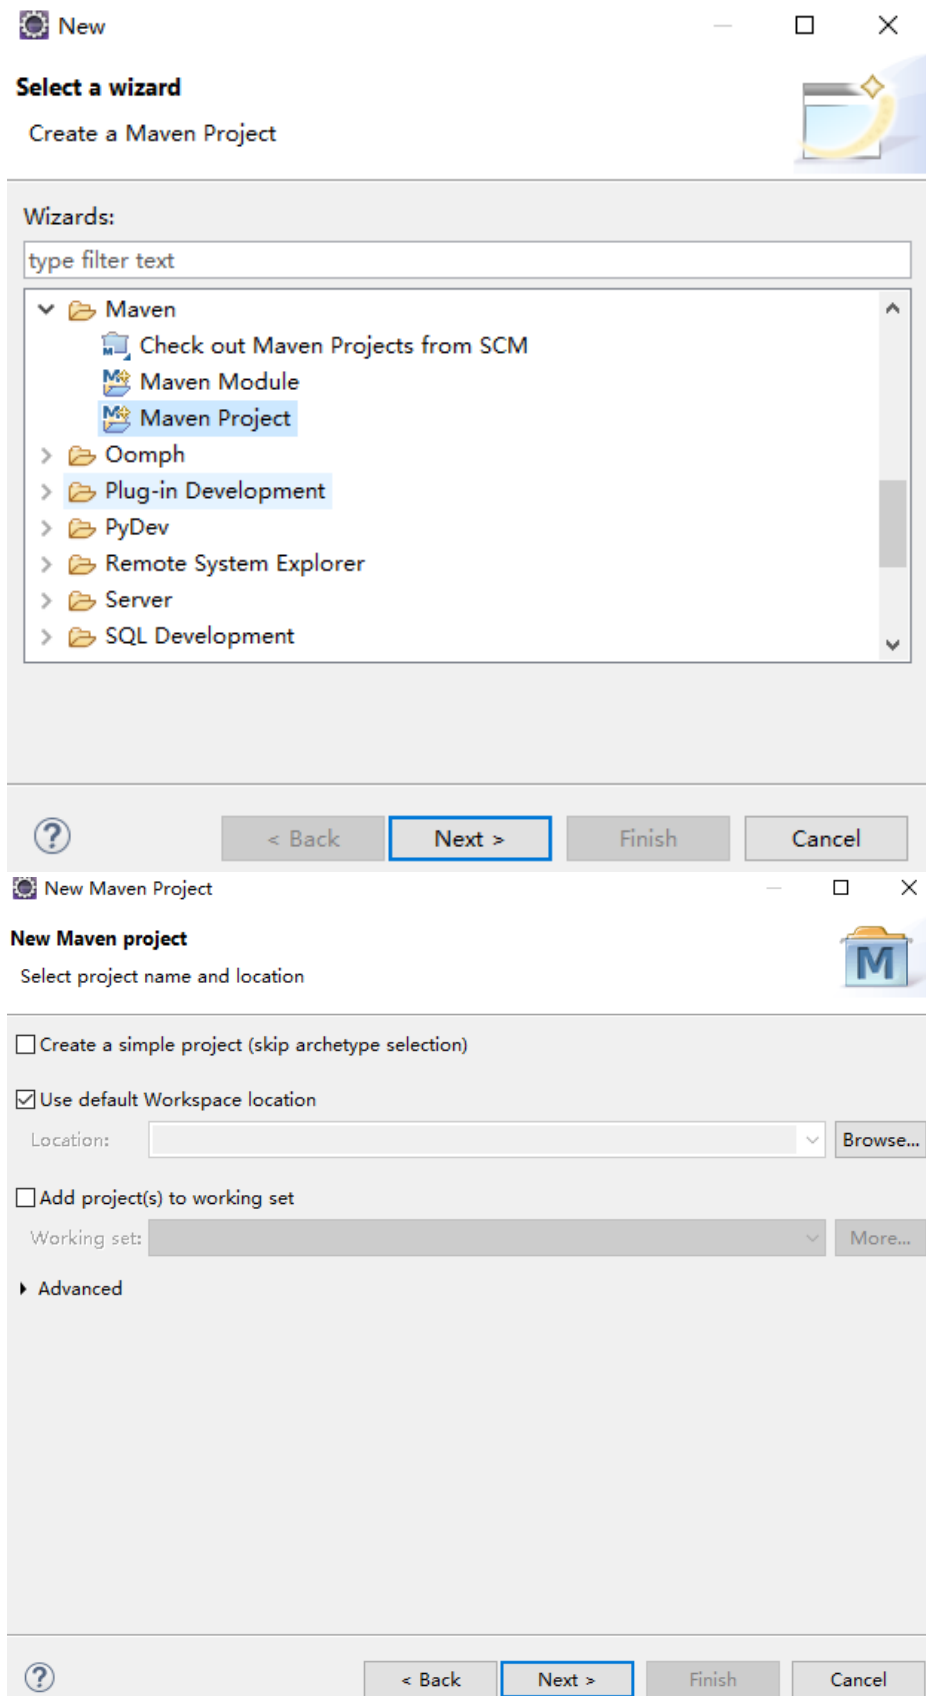 New
Select a wizard
Create a Maven Project
Wizards:
type filter text
Maven
Check out Maven Projects from SCM
Maven Module
Maven Project
Oomph
Plug-in Development
PyDev
Remote System Explorer
Server
SQL Development
< Back Next > Finish Cancel
New Maven Project
New Maven project
Select project name and location
Create a simple project (skip archetype selection)
Use default Workspace location
Location: Browse...
Add project(s) to working set
Working set: More...
Advanced
< Back Next > Finish Cancel